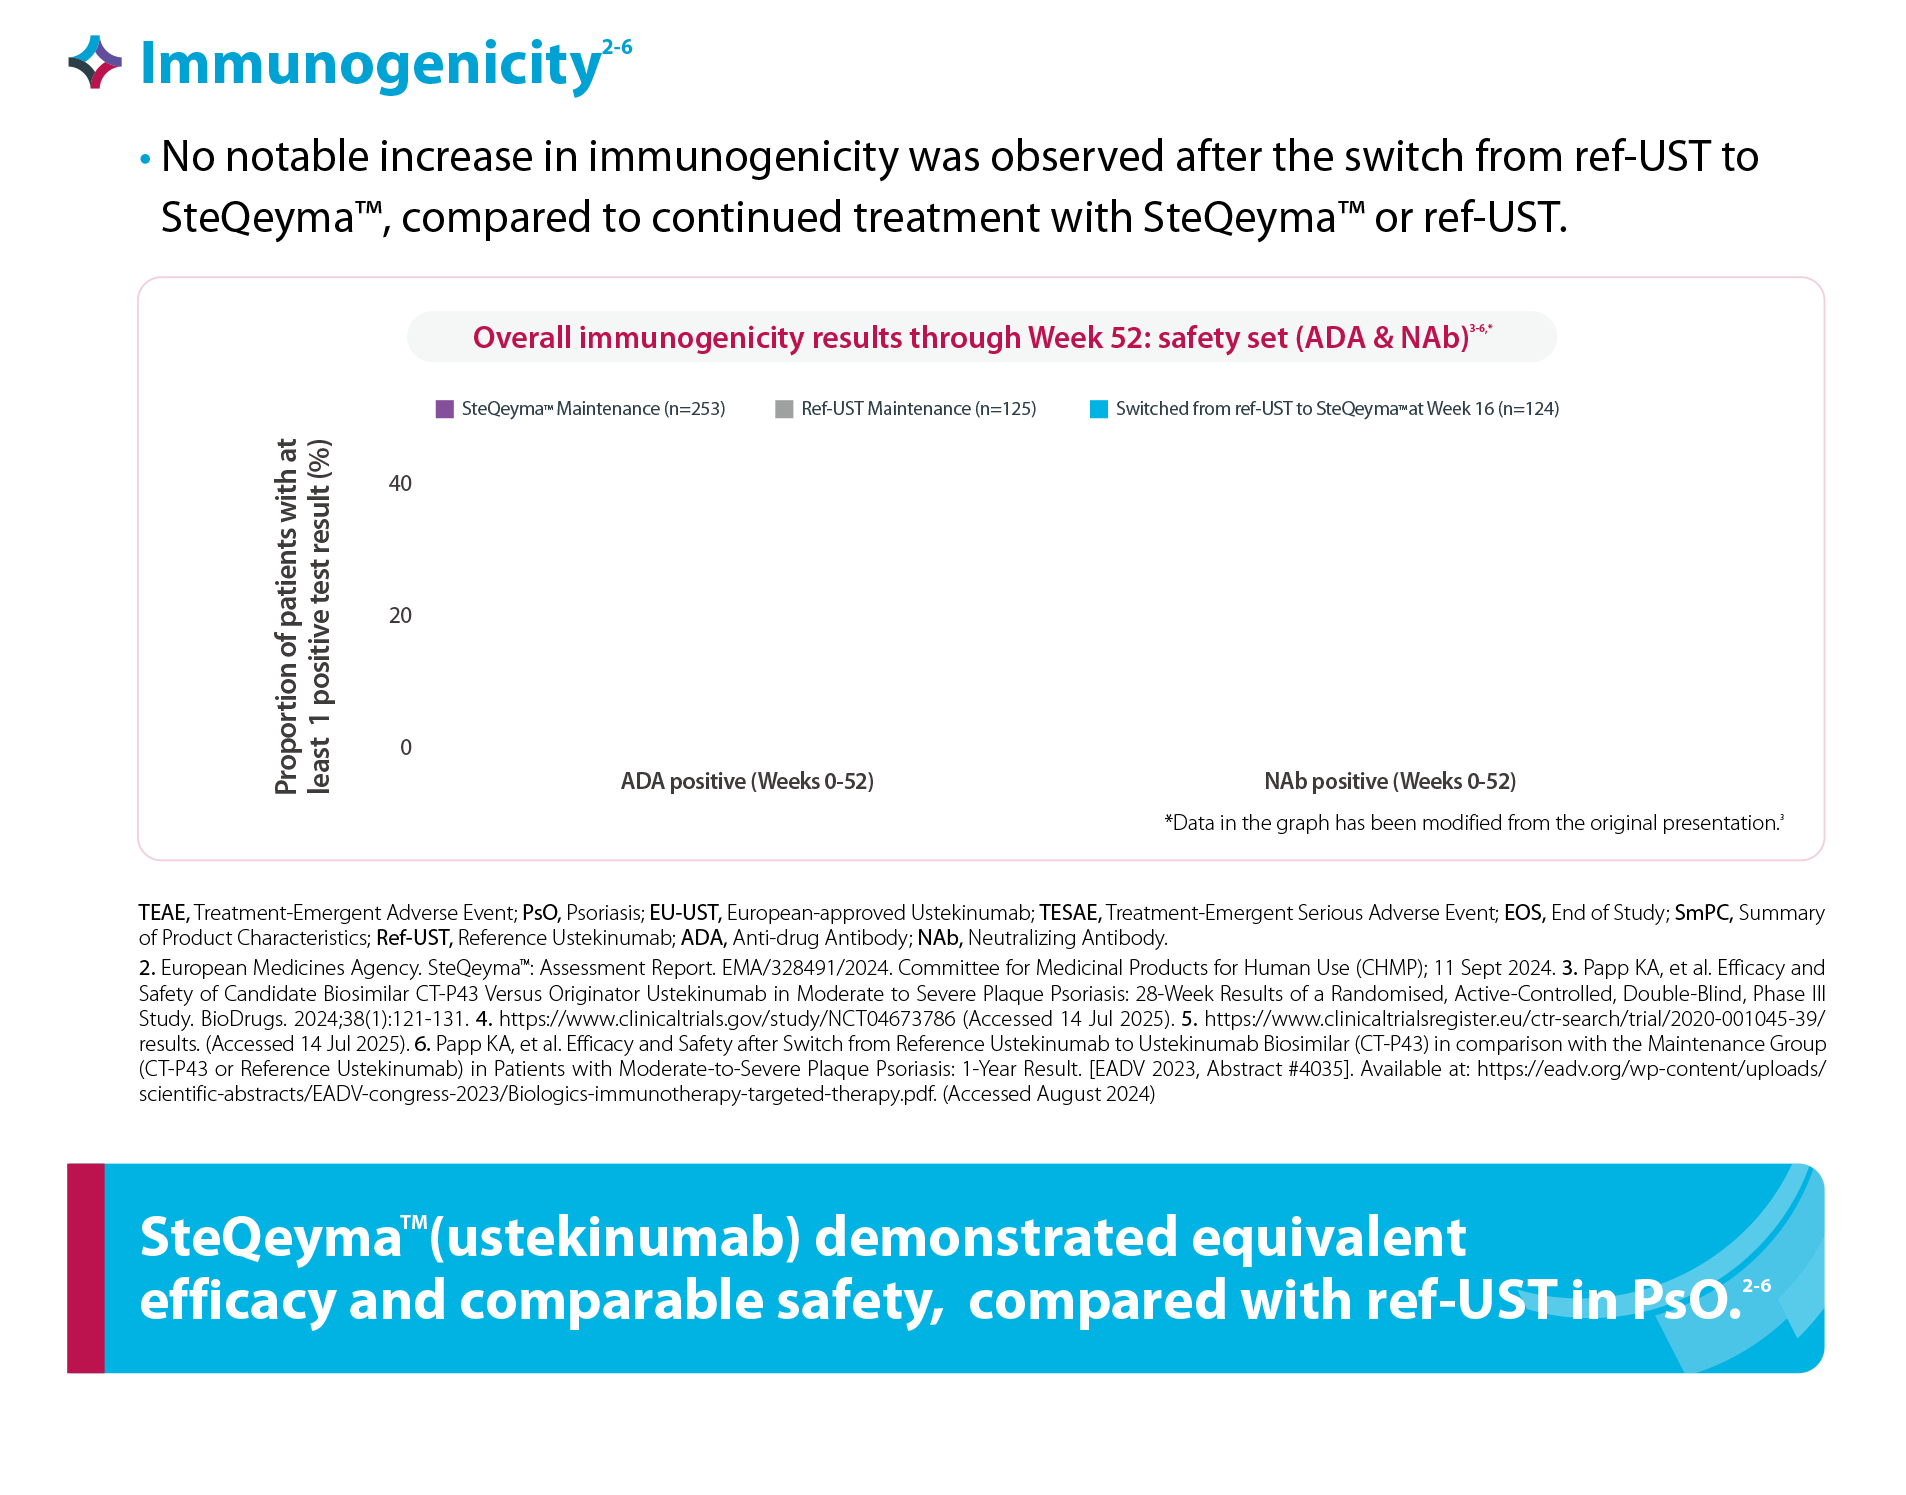 Immunogenicity2-6
• No notable increase in immunogenicity was observed after the switch from ref-UST to
SteQeyma™, compared to continued treatment with SteQeyma™ or ref-UST.
Overall immunogenicity results through Week 52: safety set (ADA & NAb)3-6,*
SteQeyma™ Maintenance (n=253)
Ref-UST Maintenance (n=125)
Switched from ref-UST to SteQeyma™at Week 16 (n=124)
Proportion of patients with at
least 1 positive test result (%)
40
20
0
ADA positive (Weeks 0-52)
NAb positive (Weeks 0-52)
*Data in the graph has been modified from the original presentation.3
TEAE, Treatment-Emergent Adverse Event; PsO, Psoriasis; EU-UST, European-approved Ustekinumab; TESAE, Treatment-Emergent Serious Adverse Event; EOS, End of Study; SmPC, Summary
of Product Characteristics; Ref-UST, Reference Ustekinumab; ADA, Anti-drug Antibody; NAb, Neutralizing Antibody.
2. European Medicines Agency. SteQeyma™: Assessment Report. EMA/328491/2024. Committee for Medicinal Products for Human Use (CHMP); 11 Sept 2024. 3. Papp KA, et al. Efficacy and
Safety of Candidate Biosimilar CT-P43 Versus Originator Ustekinumab in Moderate to Severe Plaque Psoriasis: 28-Week Results of a Randomised, Active-Controlled, Double-Blind, Phase III
Study. BioDrugs. 2024;38(1):121-131. 4. https://www.clinicaltrials.gov/study/NCT04673786 (Accessed 14 Jul 2025). 5. https://www.clinicaltrialsregister.eu/ctr-search/trial/2020-001045-39/
results. (Accessed 14 Jul 2025). 6. Papp KA, et al. Efficacy and Safety after Switch from Reference Ustekinumab to Ustekinumab Biosimilar (CT-P43) in comparison with the Maintenance Group
(CT-P43 or Reference Ustekinumab) in Patients with Moderate-to-Severe Plaque Psoriasis: 1-Year Result. [EADV 2023, Abstract #4035]. Available at: https://eadv.org/wp-content/uploads/
scientific-abstracts/EADV-congress-2023/Biologics-immunotherapy-targeted-therapy.pdf. (Accessed August 2024)
SteQeyma™(ustekinumab) demonstrated equivalent
efficacy and comparable safety, compared with ref-UST in PsO.2-6